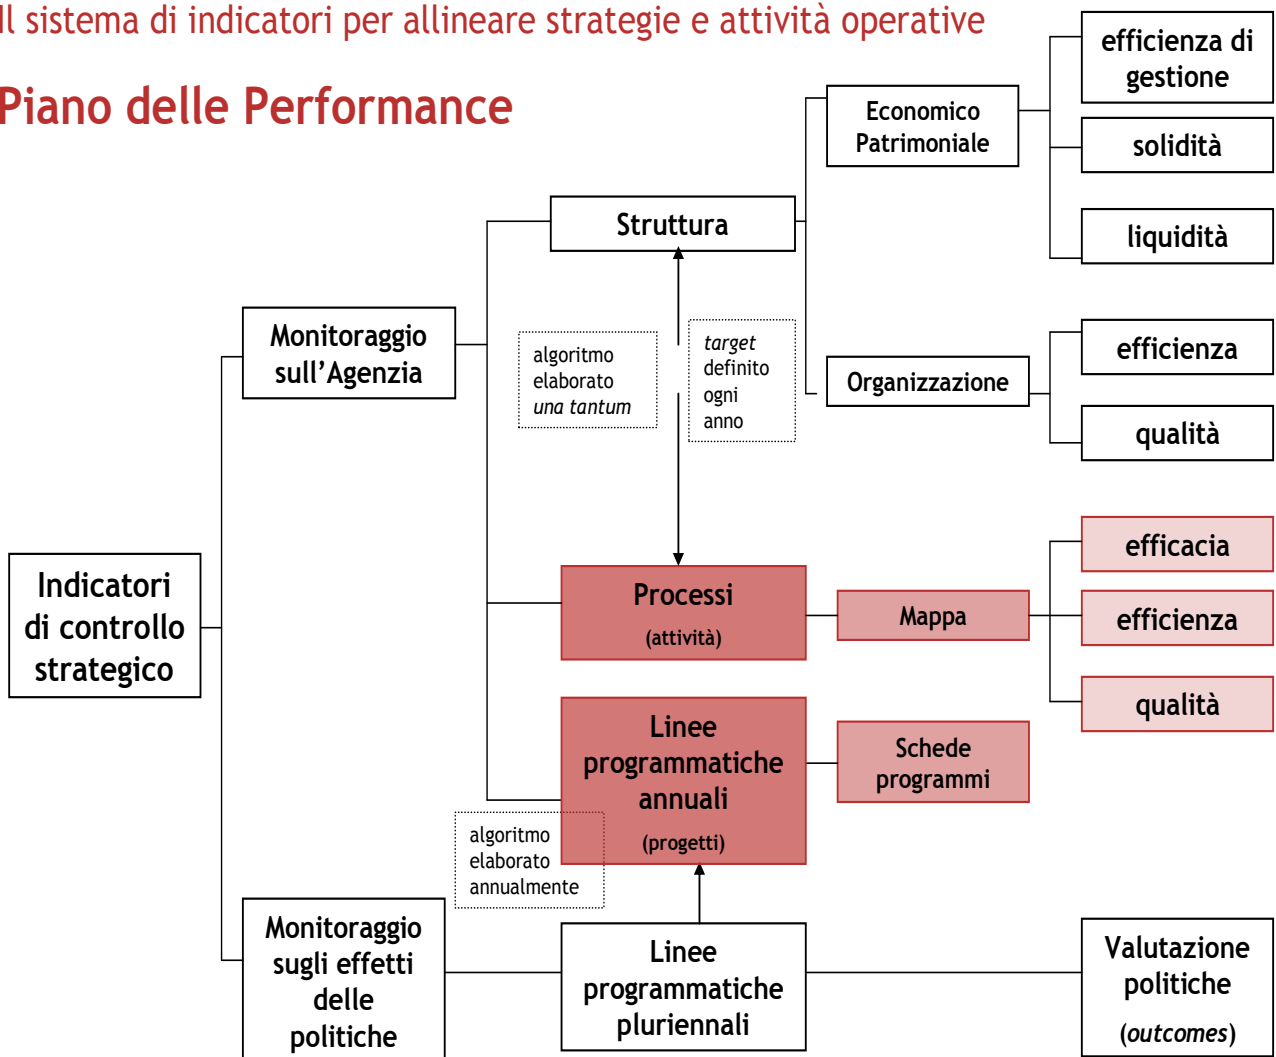 Il sistema di indicatori per allineare strategie e attività operative
Piano delle Performance
Indicatori
di controllo
strategico
Monitoraggio
sull'Agenzia
Struttura
Economico
Patrimoniale
efficienza di
gestione
solidità
liquidità
Organizzazione
efficienza
qualità
algoritmo
elaborato
una tantum
target
definito
ogni
anno
Processi
(attività)
Mappa
efficacia
efficienza
qualità
Linee
programmatiche
annuali
(progetti)
Schede
programmi
algoritmo
elaborato
annualmente
Monitoraggio
sugli effetti
delle
politiche
Linee
programmatiche
pluriennali
Valutazione
politiche
(outcomes)